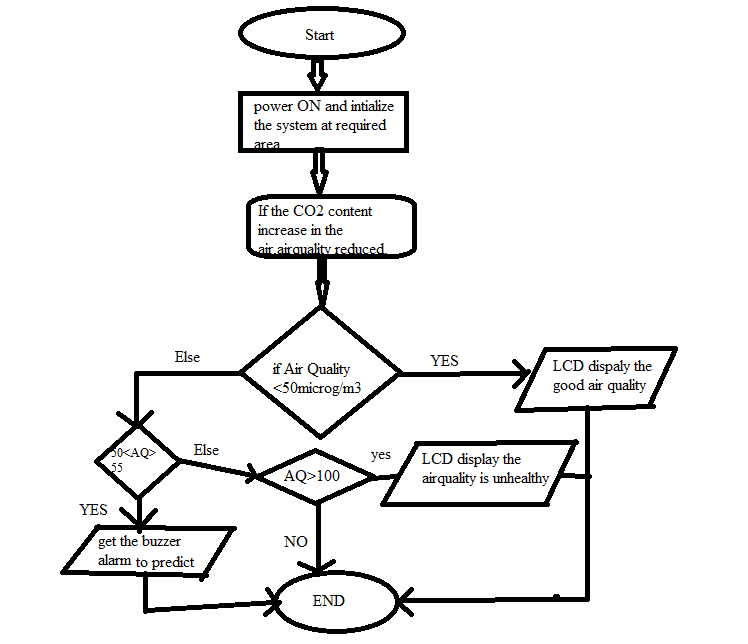 Start
power ON and intialize
the system at required
area
If the CO2 content
increase in the
air,airquality reduced.
if Air Quality
<50microg/m3
Else
YES
LCD dispaly the
good air quality
50<AQ>
55
Else
AQ>100
yes
LCD display the
airquality is unhealthy
YES
get the buzzer
alarm to predict
NO
END